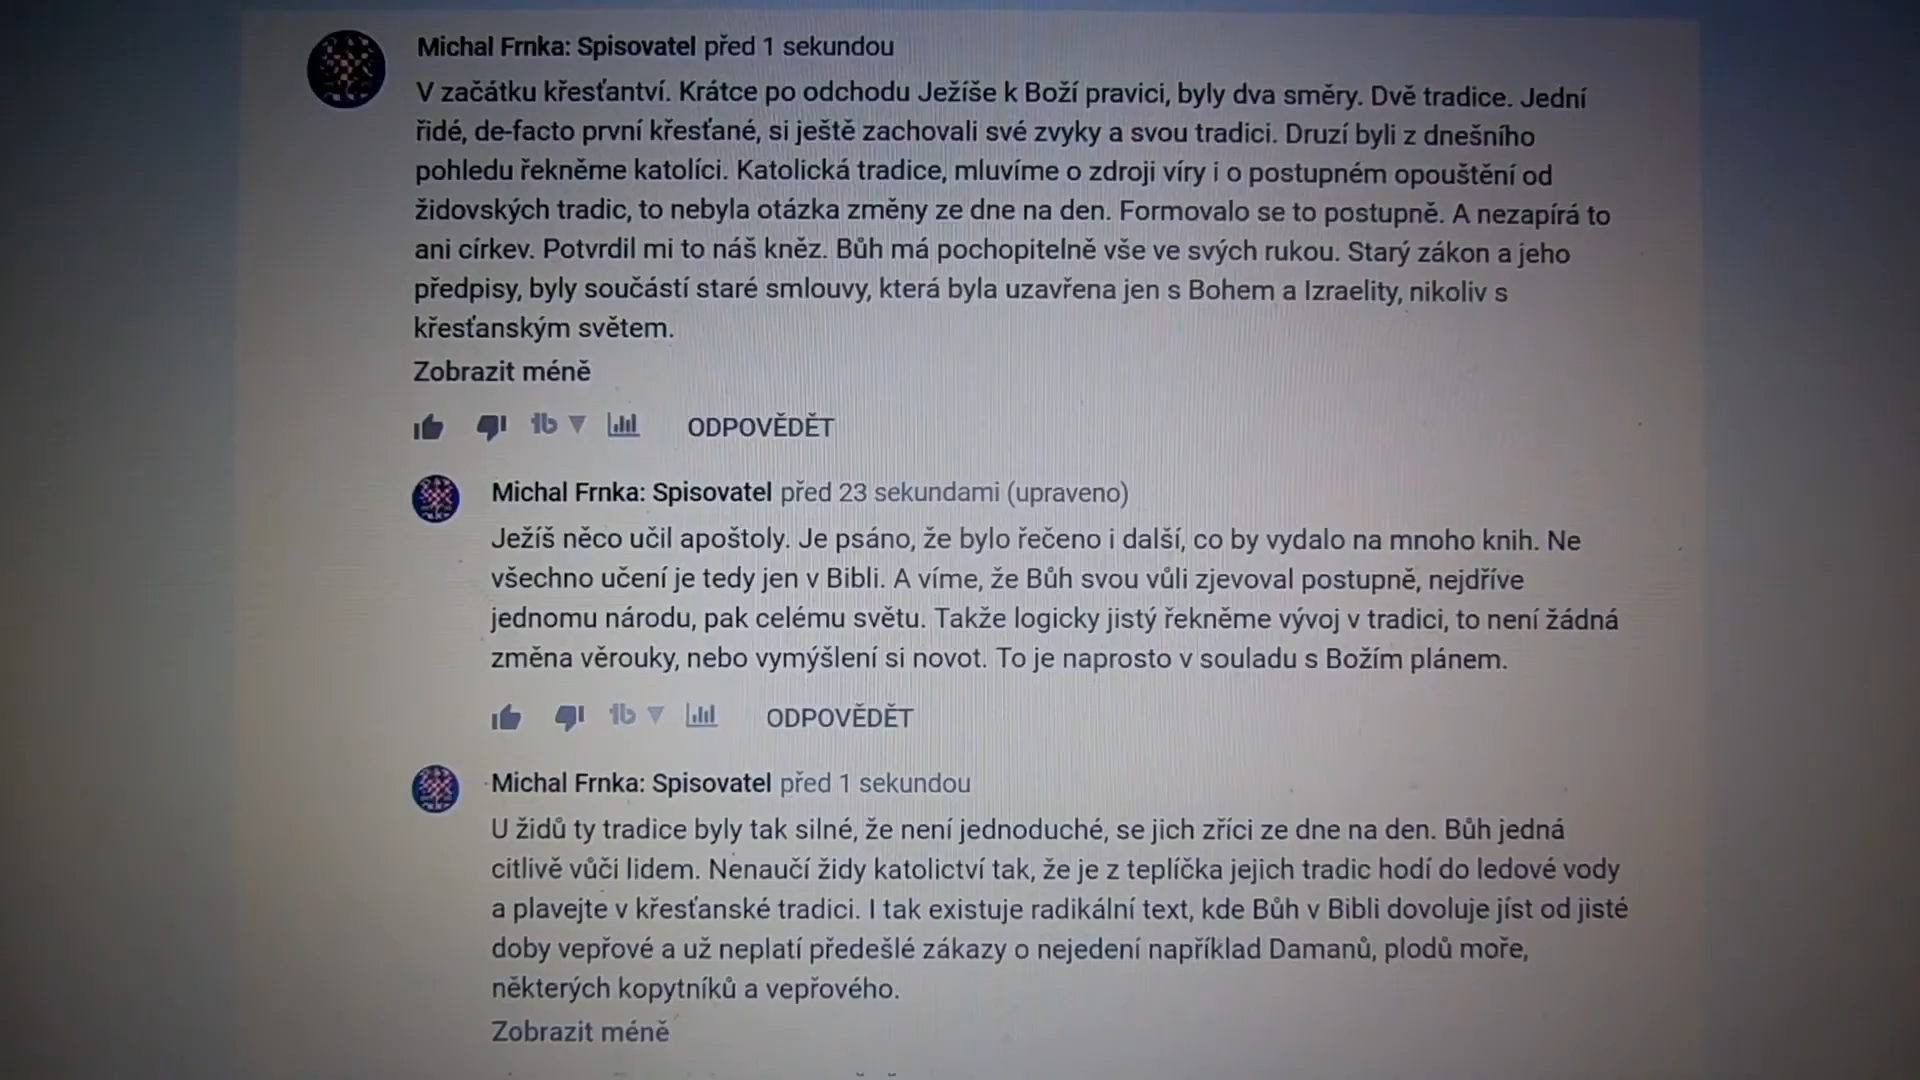 Michal Frnka: Spisovatel před 1 sekundou
V začátku křesťantví. Krátce po odchodu Ježíše k Boží pravici, byly dva směry. Dvě tradice. Jední
řidé, de-facto první křesťané, si ještě zachovali své zvyky a svou tradici. Druzí byli z dnešního
pohledu řekněme katolíci. Katolická tradice, mluvíme o zdroji víry i o postupném opouštění od
židovských tradic, to nebyla otázka změny ze dne na den. Formovalo se to postupně. A nezapírá to
ani církev. Potvrdil mi to náš kněz. Bůh má pochopitelně vše ve svých rukou. Starý zákon a jeho
předpisy, byly součástí staré smlouvy, která byla uzavřena jen s Bohem a Izraelity, nikoliv s
křesťanským světem.
Zobrazit méně
ODPOVĚDĚT
Michal Frnka: Spisovatel před 23 sekundami (upraveno)
Ježíš něco učil apoštoly. Je psáno, že bylo řečeno i další, co by vydalo na mnoho knih. Ne
všechno učení je tedy jen v Bibli. A víme, že Bůh svou vůli zjevoval postupně, nejdříve
jednomu národu, pak celému světu. Takže logicky jistý řekněme vývoj v tradici, to není žádná
změna věrouky, nebo vymýšlení si novot. To je naprosto v souladu s Božím plánem.
ODPOVĚDĚT
Michal Frnka: Spisovatel před 1 sekundou
U židů ty tradice byly tak silné, že není jednoduché, se jich zříci ze dne na den. Bůh jedná
citlivě vůči lidem. Nenaučí židy katolictví tak, že je z teplíčka jejich tradic hodí do ledové vody
a plavejte v křesťanské tradici. I tak existuje radikální text, kde Bůh v Bibli dovoluje jíst od jisté
doby vepřové a už neplatí předešlé zákazy o nejedení například Damanů, plodů moře,
některých kopytníků a vepřového.
Zobrazit méně